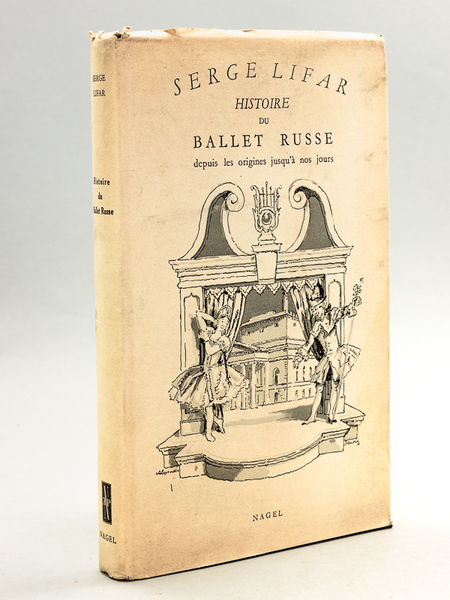 SERGE LIFAR
HISTOIRE
DU
BALLET RUSSE
depuis les origines jusqu'à nos jours
NAGEL
SERGE
LIFAR
Histoire
du
Ballet Russe
NAGEL